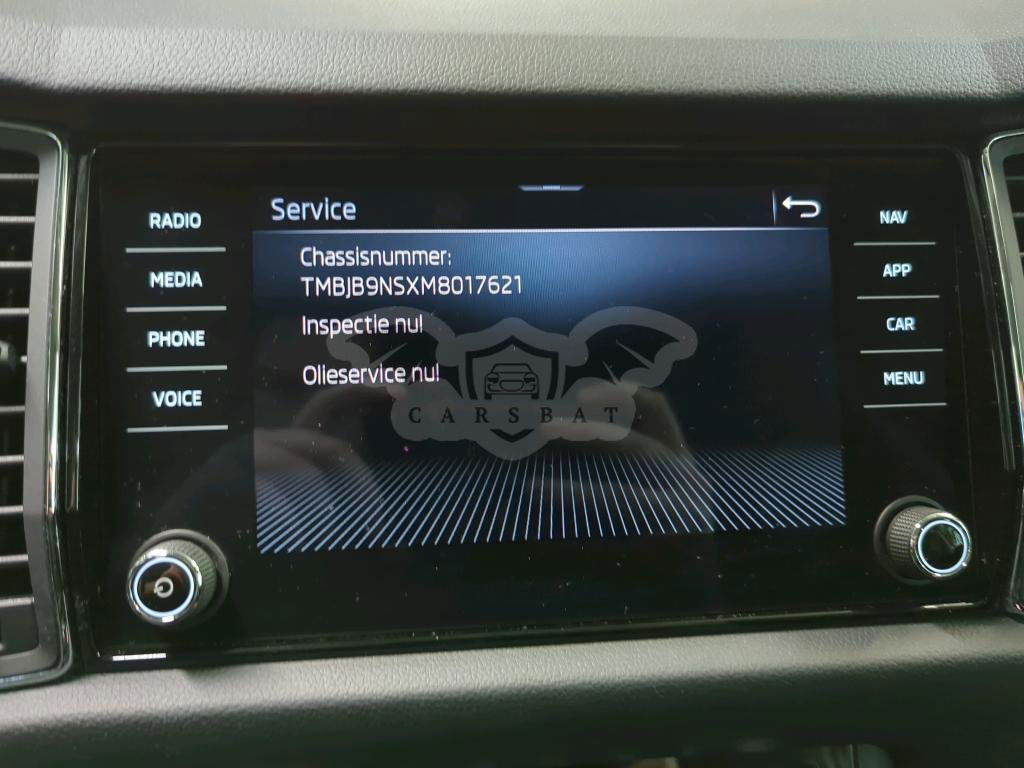 RADIO
MEDIA
PHONE
VOICE
Service
Chassisnummer:
TMBJB9NSXM8017621
Inspectie nu!
Olieservice nu!
CARSBAT
NAV
APP
CAR
MENU